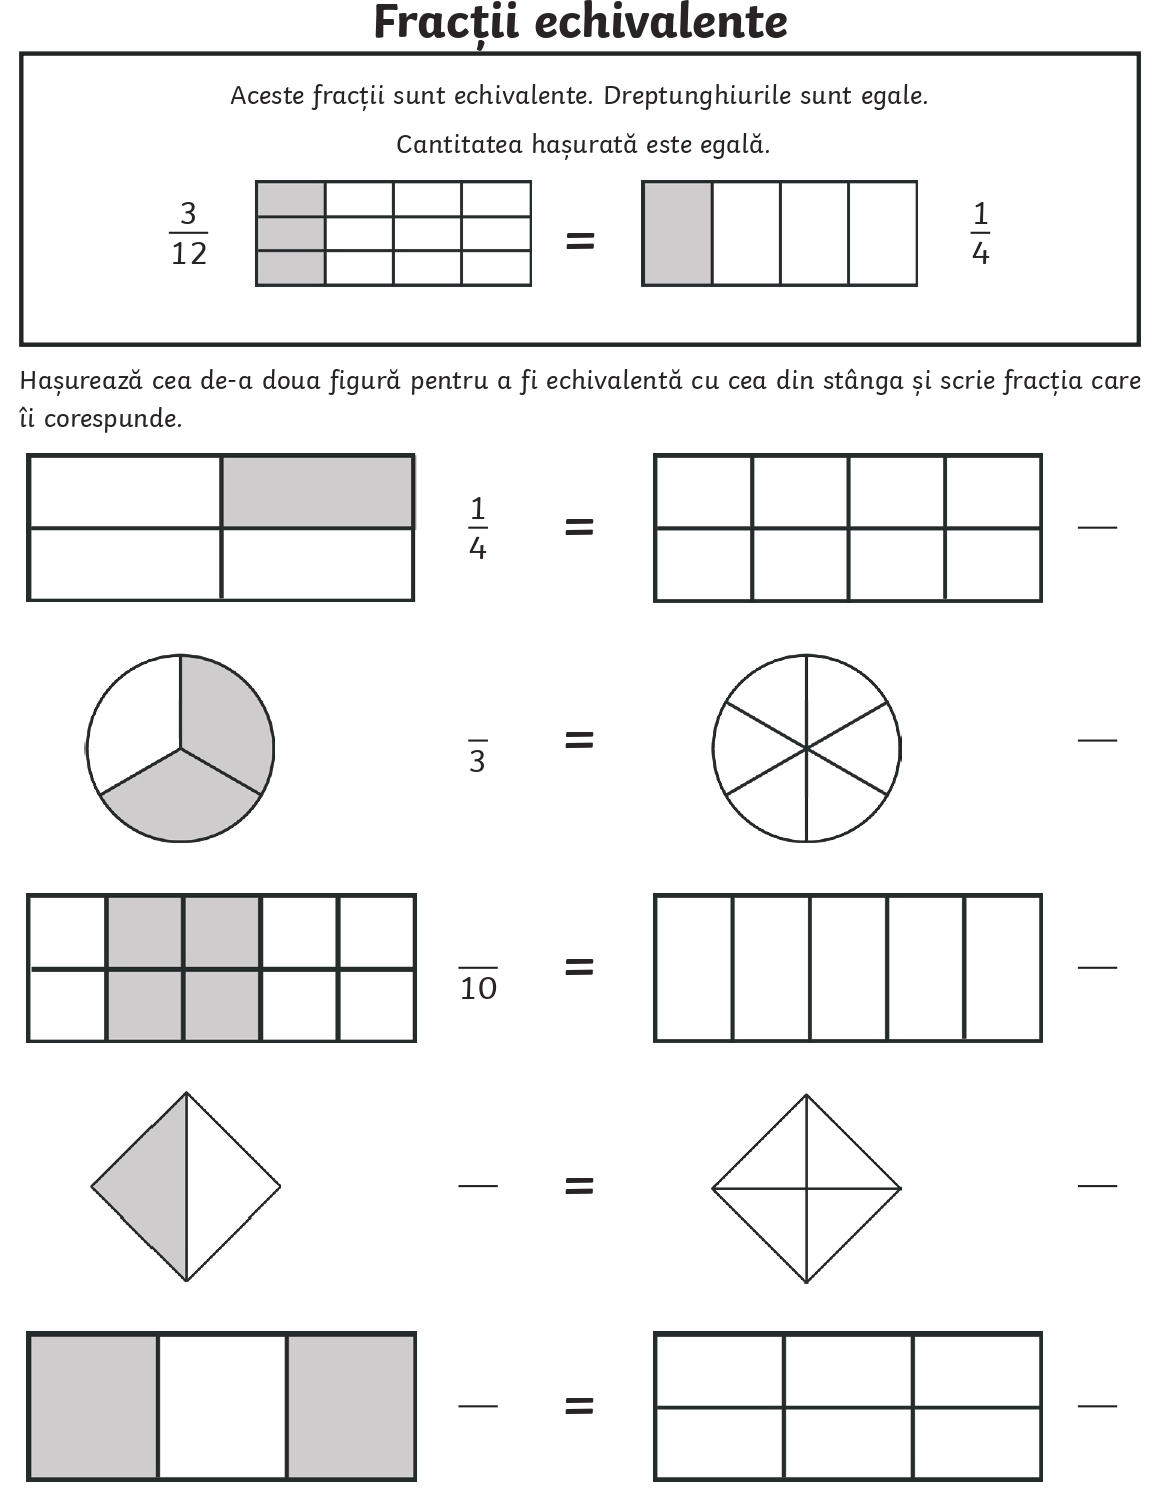 Fracții echivalente
Aceste fracții sunt echivalente. Dreptunghiurile sunt egale.
Cantitatea hașurată este egală.
3/12 = 1/4
Hașurează cea de-a doua figură pentru a fi echivalentă cu cea din stânga și scrie fracția care
îi corespunde.
1/4 = —
—/3 = —
—/10 = —
— = —
— = —